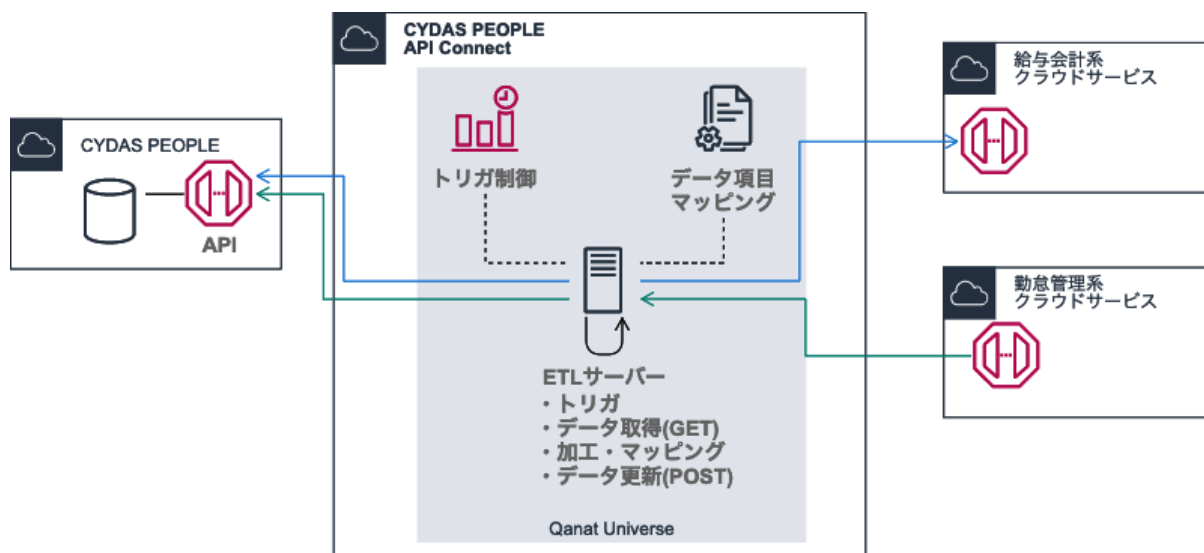 CYDAS PEOPLE
API Connect
トリガ制御
データ項目
マッピング
CYDAS PEOPLE
API
ETLサーバー
・トリガ
・データ取得(GET)
・加工・マッピング
・データ更新(POST)
Qanat Universe
給与会計系
クラウドサービス
勤怠管理系
クラウドサービス